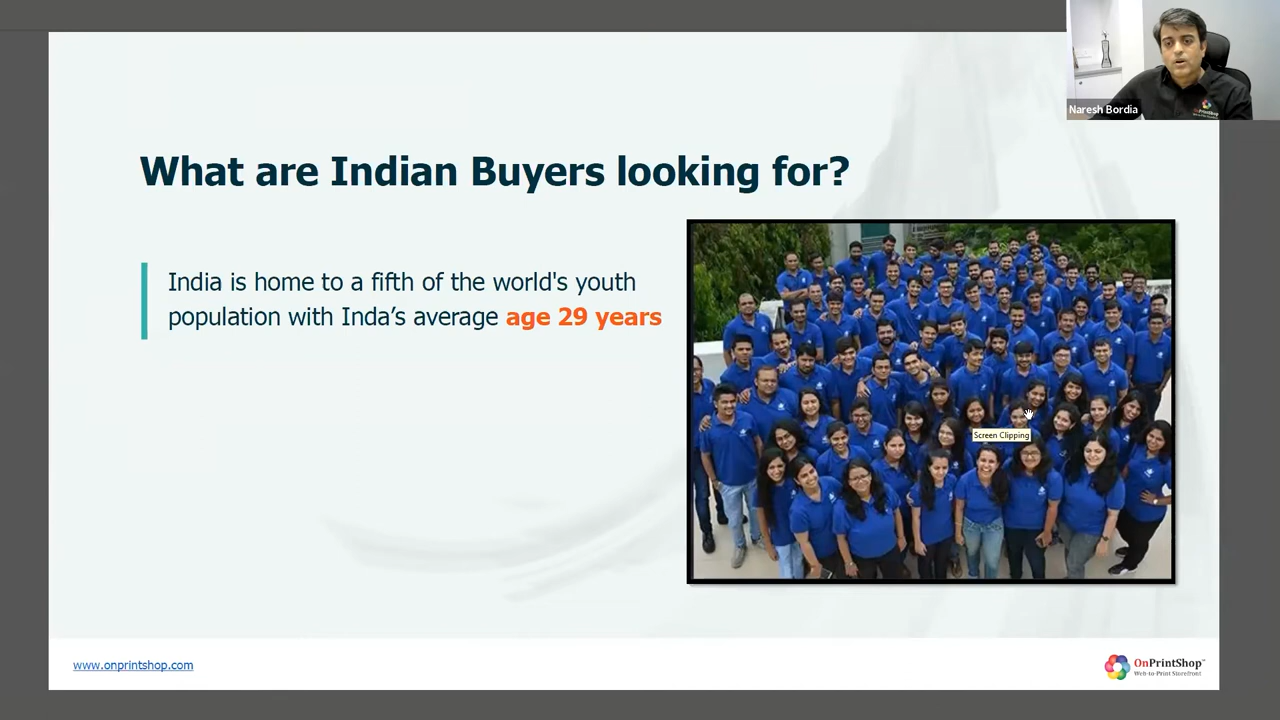 Naresh Bordia
OnPrintShop
What are Indian Buyers looking for?
India is home to a fifth of the world's youth
population with Inda’s average age 29 years
Screen Clipping
www.onprintshop.com
OnPrintShop™
Web-to-Print Storefront